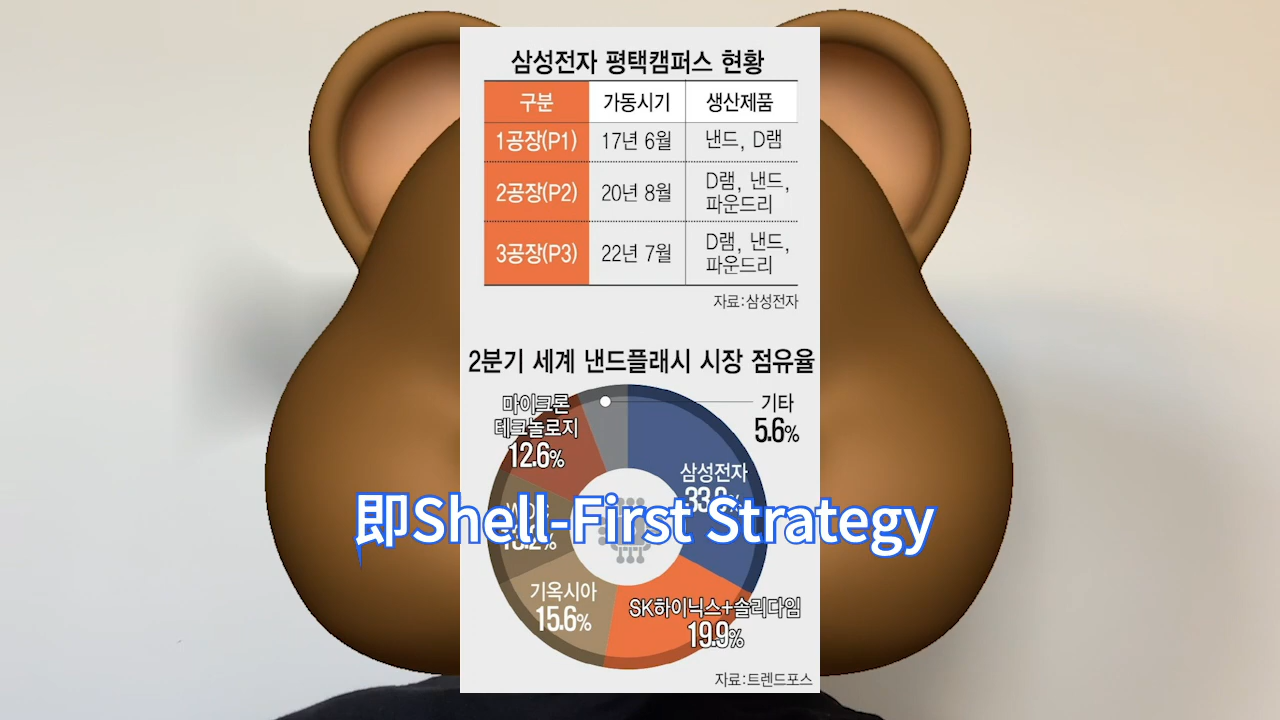 삼성전자 평택캠퍼스 현황
구분 가동시기 생산제품
1공장(P1) 17년 6월 낸드, D램
2공장(P2) 20년 8월 D램, 낸드,
파운드리
3공장(P3) 22년 7월 D램, 낸드,
파운드리
자료:삼성전자
2분기 세계 낸드플래시 시장 점유율
마이크론
테크놀로지
12.6%
기타
5.6%
삼성전자
即Shell-First Strategy
기옥시아
15.6%
SK하이닉스+솔리다임
19.9%
자료:트렌드포스